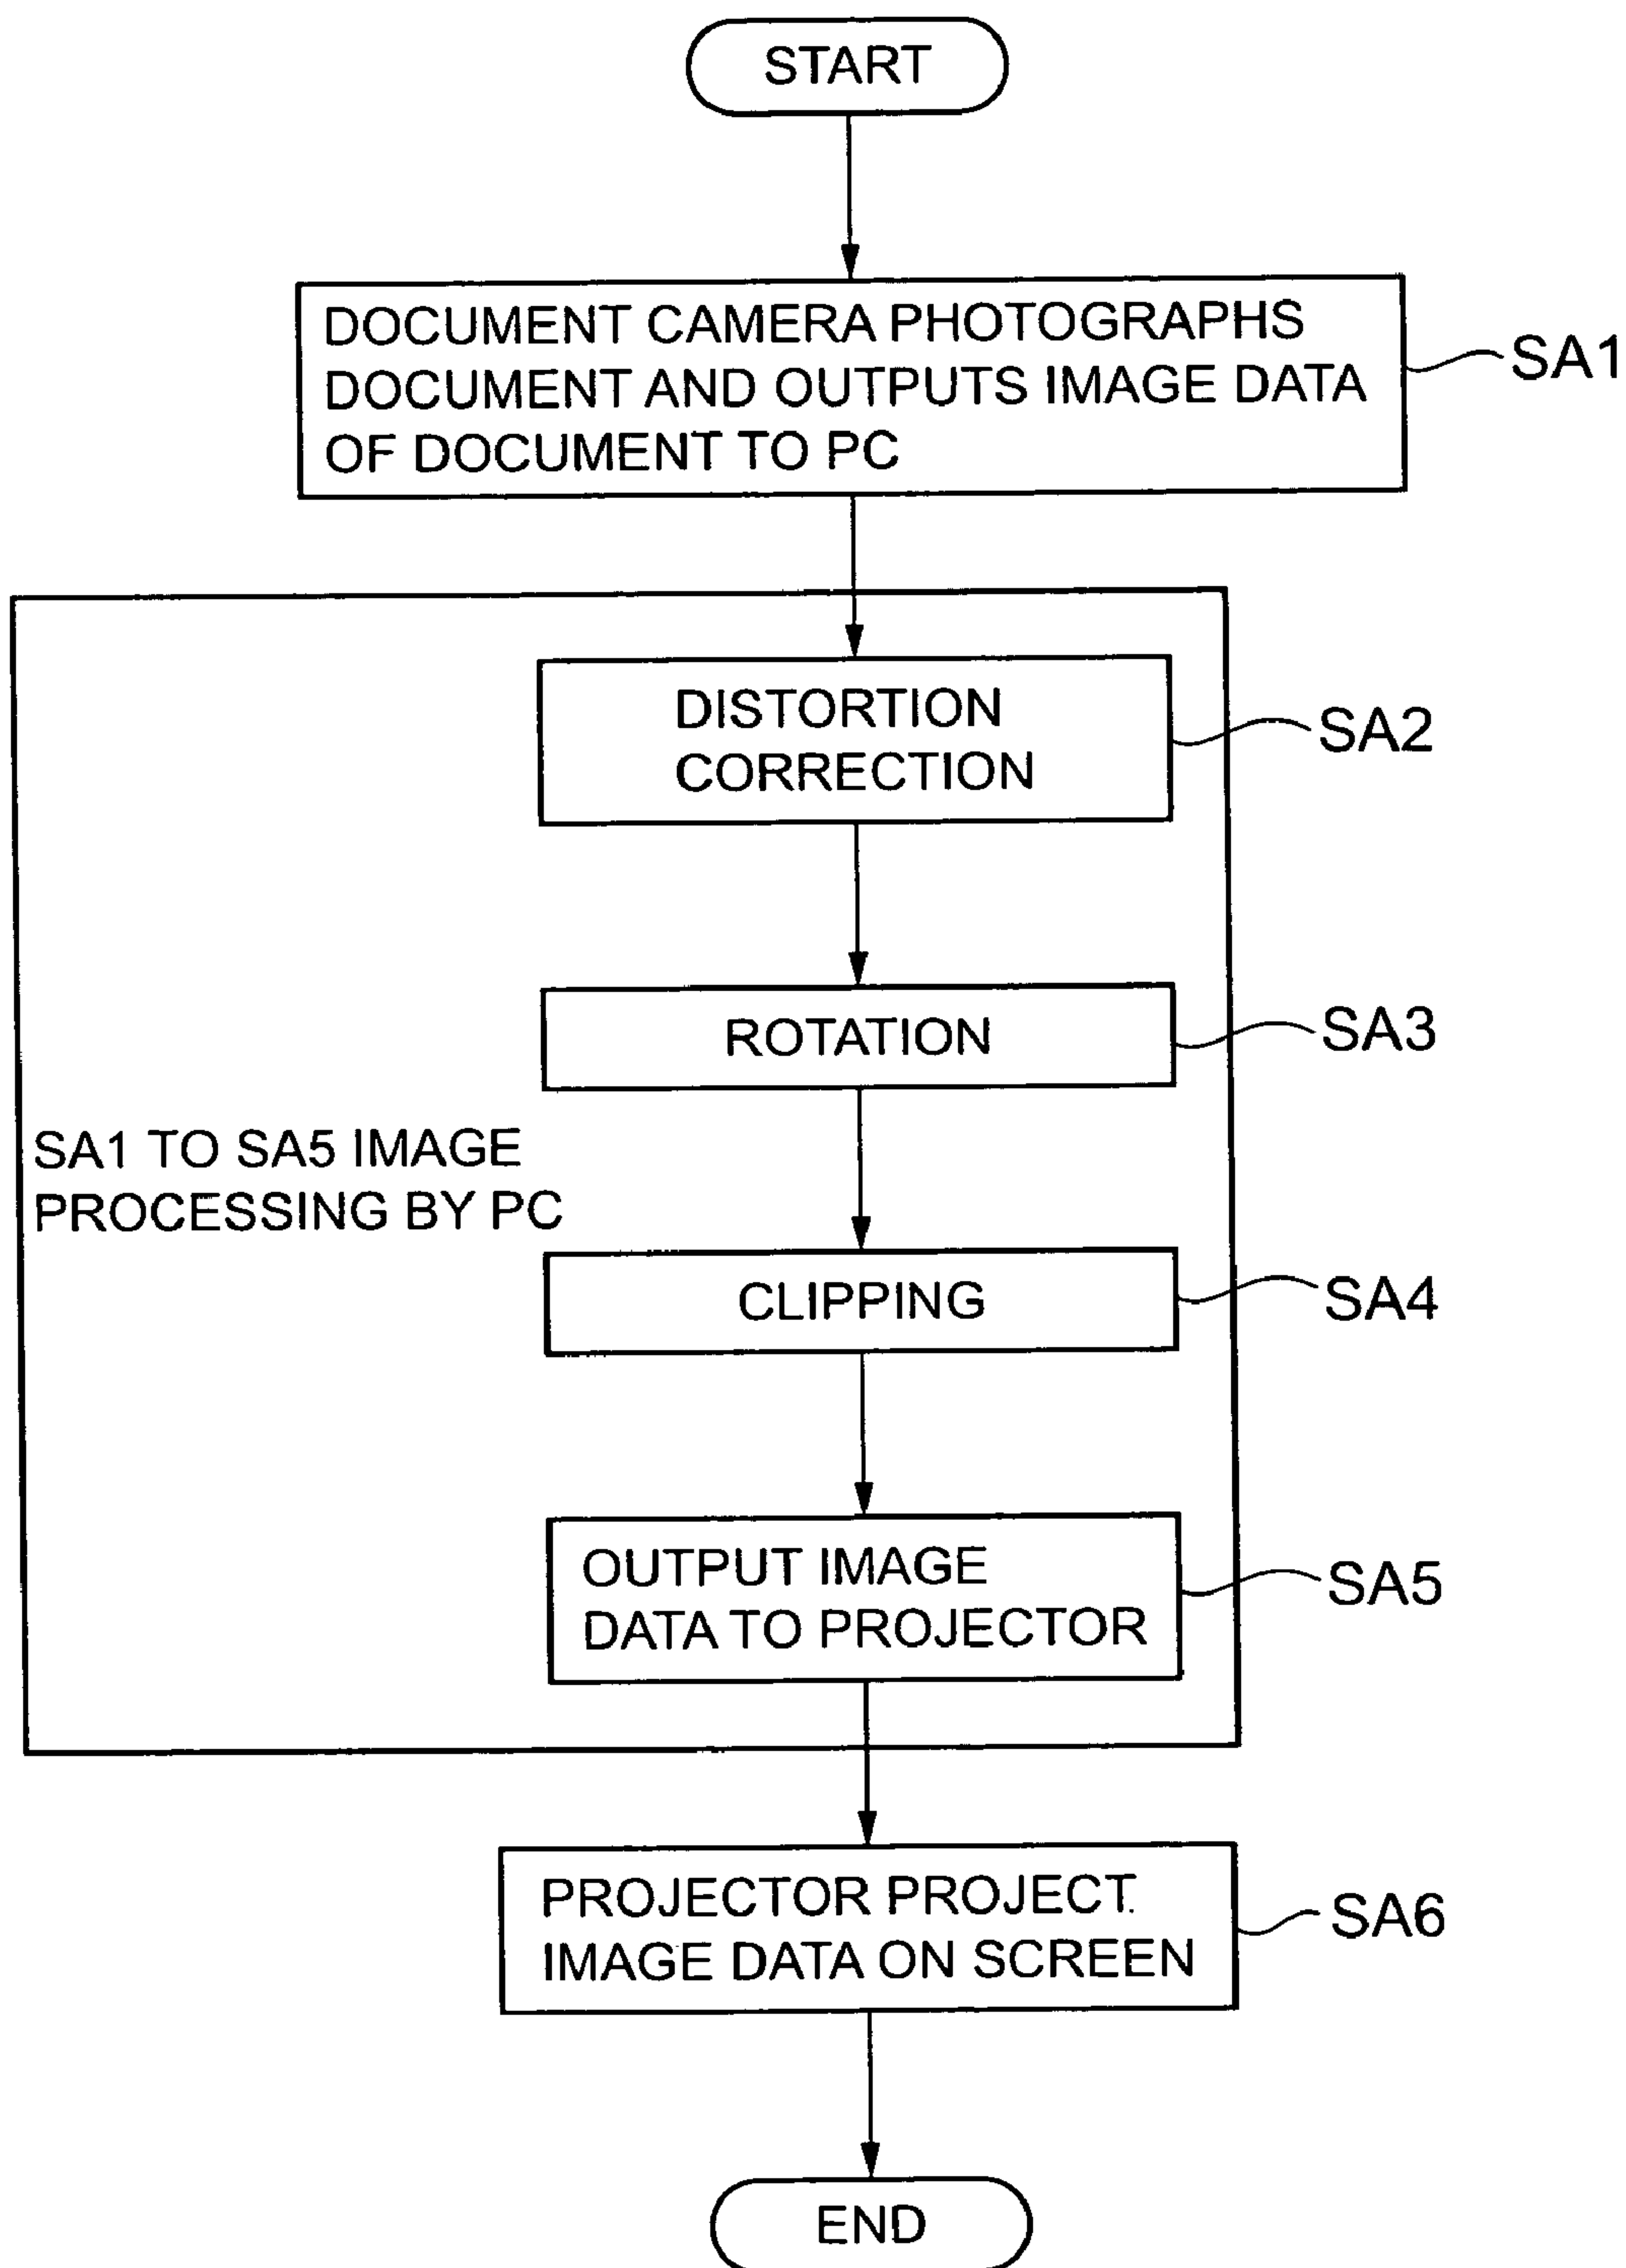 START
DOCUMENT CAMERA PHOTOGRAPHS
DOCUMENT AND OUTPUTS IMAGE DATA
OF DOCUMENT TO PC
SA1
DISTORTION
CORRECTION
SA2
ROTATION
SA3
SA1 TO SA5 IMAGE
PROCESSING BY PC
CLIPPING
SA4
OUTPUT IMAGE
DATA TO PROJECTOR
SA5
PROJECTOR PROJECT.
IMAGE DATA ON SCREEN
SA6
END